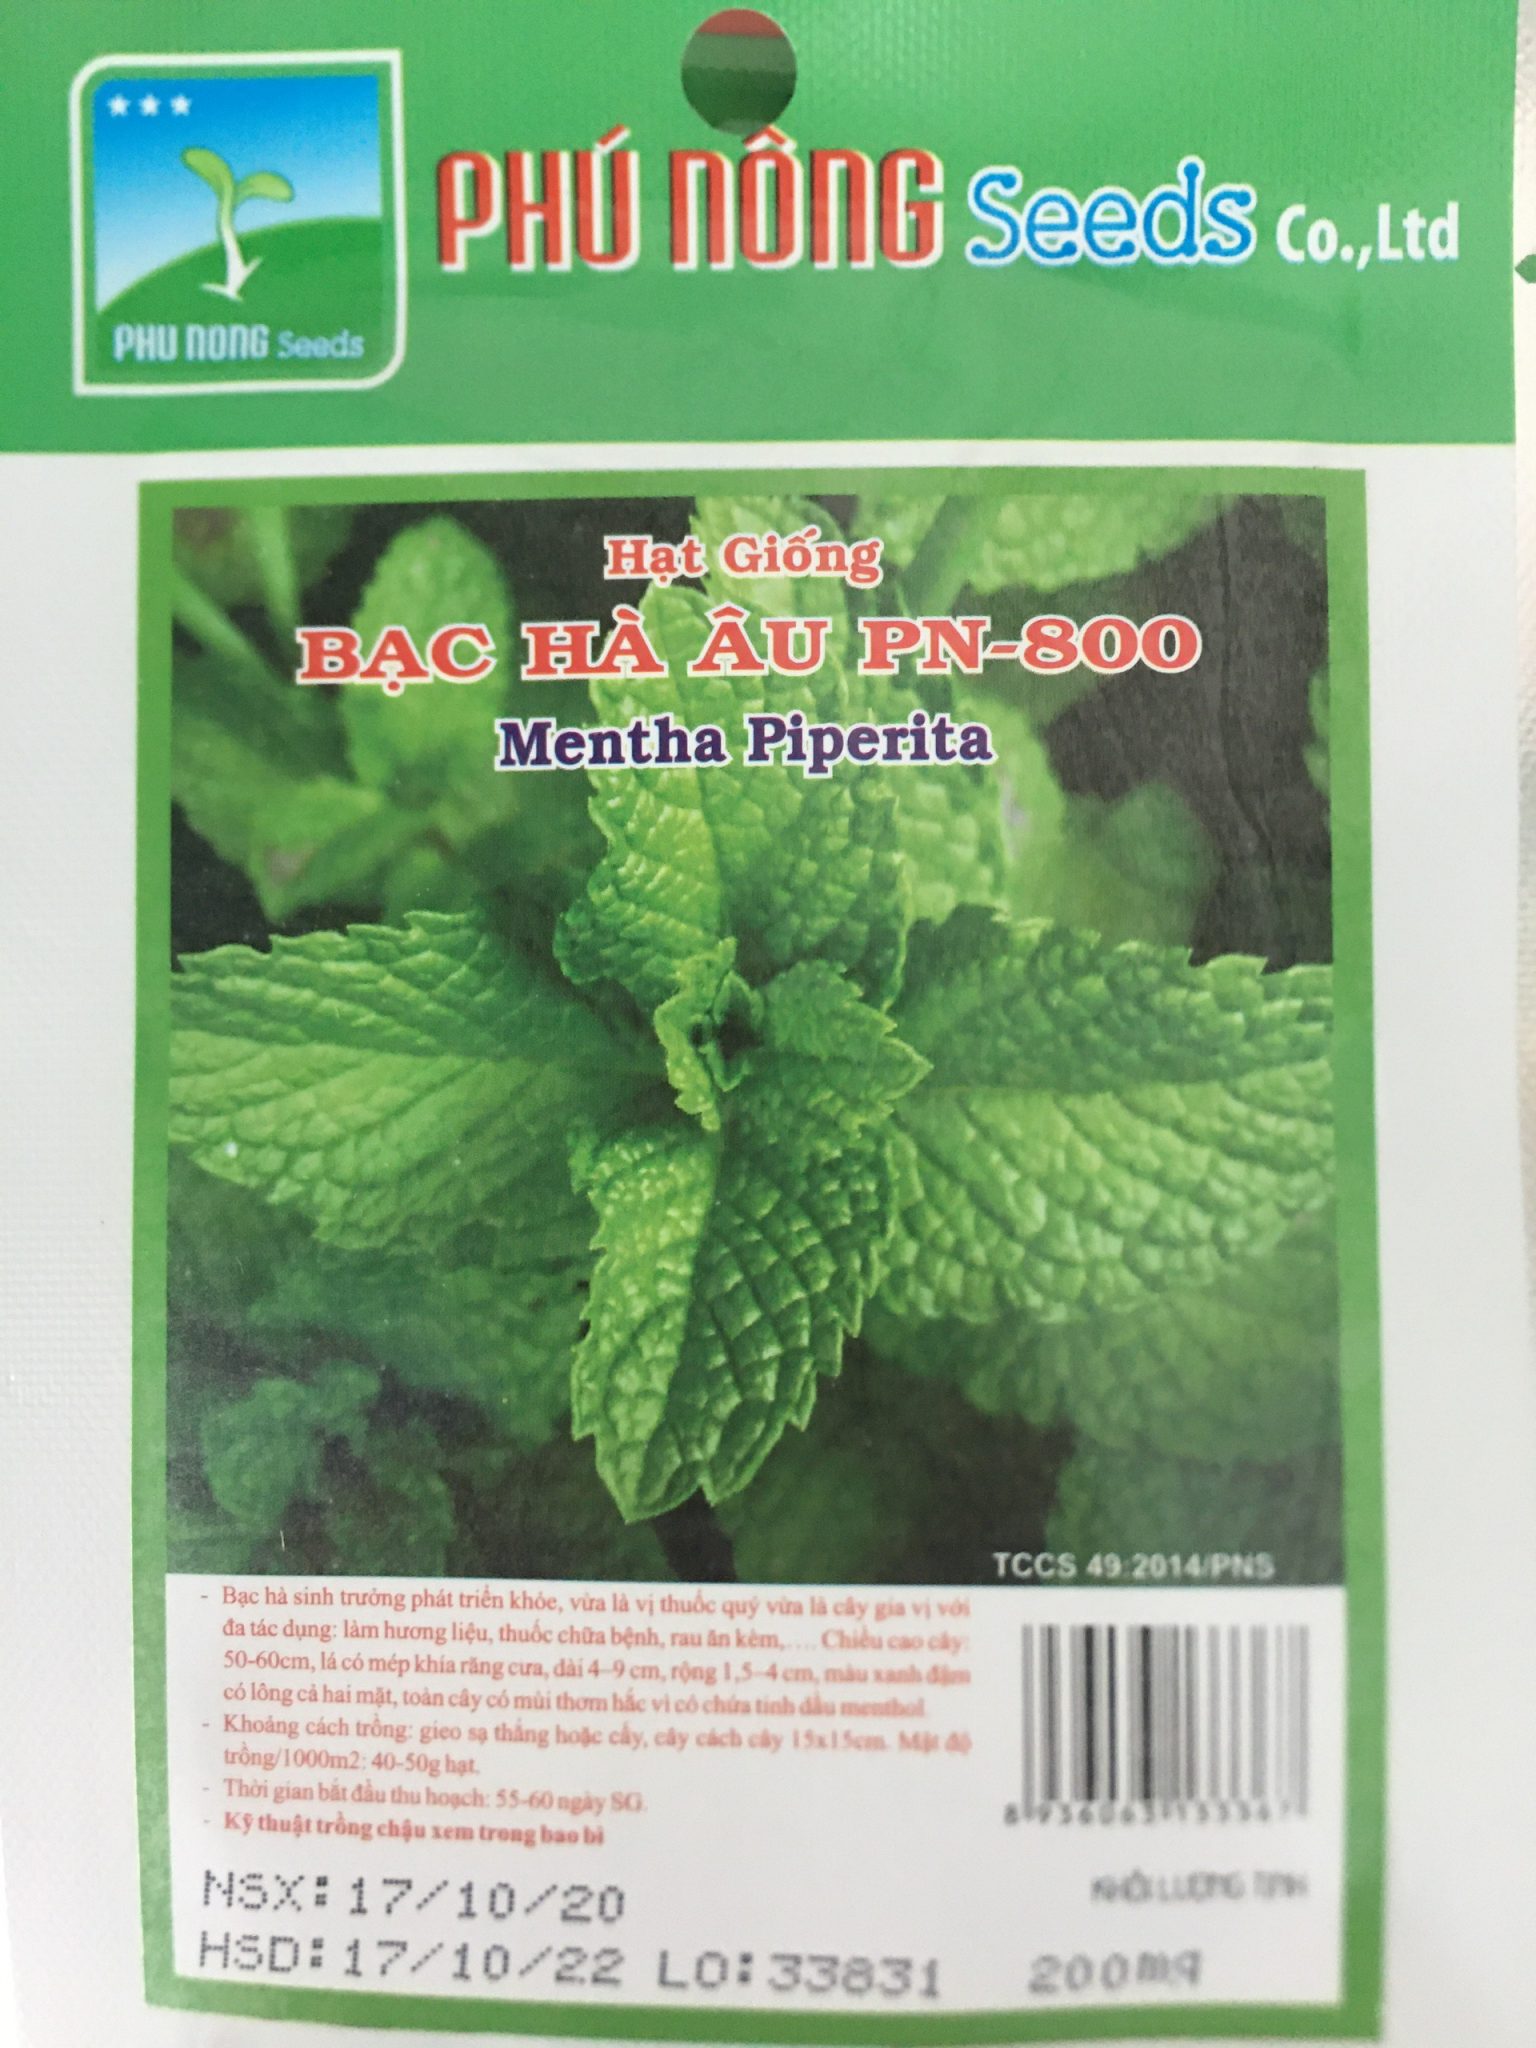 PHÚ NÔNG Seeds Co.,Ltd
PHU NONG Seeds
Hạt Giống
BẠC HÀ ÂU PN-800
Mentha Piperita
TCCS 49:2014/PNS
- Bạc hà sinh trưởng phát triển khỏe, vừa là vị thuốc quý vừa là cây gia vị với
đa tác dụng: làm hương liệu, thuốc chữa bệnh, rau ăn kèm,.... Chiều cao cây:
50-60cm, lá có mép khía răng cưa, dài 4-9 cm, rộng 1,5-4 cm, màu xanh đậm
có lông cả hai mặt, toàn cây có mùi thơm hắc vì có chứa tinh dầu menthol.
- Khoảng cách trồng: gieo sạ thẳng hoặc cấy, cây cách cây 15x15cm. Mật độ
trồng/1000m2: 40-50g hạt.
- Thời gian bắt đầu thu hoạch: 55-60 ngày SG.
- Kỹ thuật trồng chậu xem trong bao bì
KHỐI LƯỢNG TỊNH
NSX: 17/10/20
HSD: 17/10/22 LO: 33831 200mg